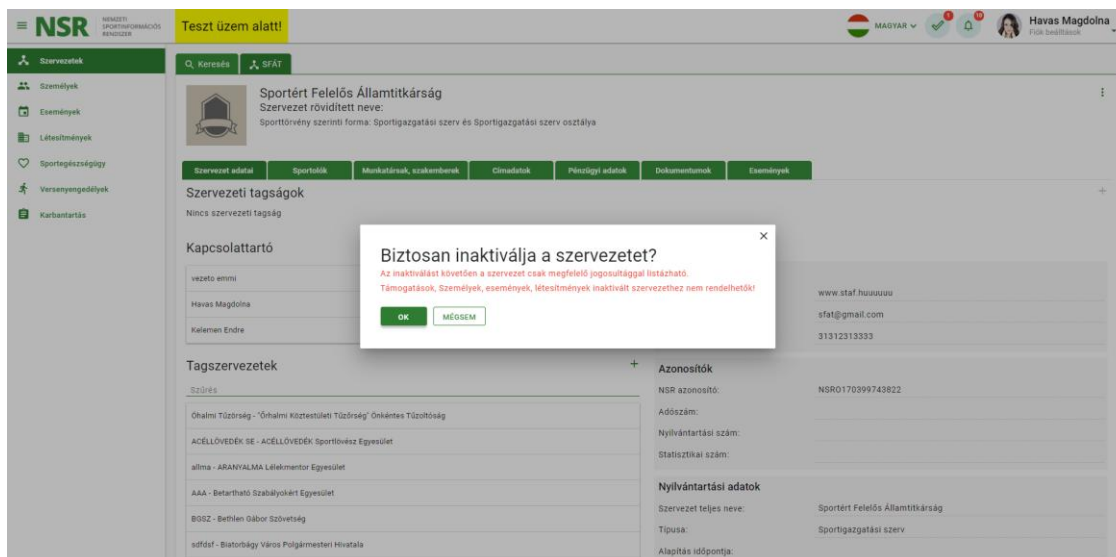 NSR
NEMZETI
SPORTINFORMÁCIÓS
RENDSZER
Teszt üzem alatt!
MAGYAR
Havas Magdolna
Fiók beállítások
Szervezetek
Személyek
Események
Létesítmények
Sportegészségügy
Versenyengedélyek
Karbantartás
Keresés
SFÁT
Sportért Felelős Államtitkárság
Szervezet rövidített neve:
Sporttörvény szerinti forma: Sportigazgatási szerv és Sportigazgatási szerv osztálya
Szervezet adatai
Sportolók
Munkatársak, szakemberek
Címadatok
Pénzügyi adatok
Dokumentumok
Események
Szervezeti tagságok
Nincs szervezeti tagság
Kapcsolattartó
vezeto emmi
Havas Magdolna
Kelemen Endre
Biztosan inaktiválja a szervezetet?
Az inaktiválást követően a szervezet csak megfelelő jogosultággal listázható.
Támogatások, Személyek, események, létesítmények inaktivált szervezethez nem rendelhetők!
OK
MÉGSEM
www.staf.huuuuuu
sfat@gmail.com
31312313333
Tagszervezetek
Szűrés
Őhalmi Tűzörség - "Őrhalmi Köztestületi Tűzőrség" Önkéntes Tűzoltóság
ACÉLLÖVEDÉK SE - ACÉLLÖVEDÉK Sportlövész Egyesület
allma - ARANYALMA Lélekmentor Egyesület
AAA - Betartható Szabályokért Egyesület
BGSZ - Bethlen Gábor Szövetség
sdfdsf - Biatorbágy Város Polgármesteri Hivatala
Azonosítók
NSR azonosító: NSRO170399743822
Adószám:
Nyilvántartási szám:
Statisztikai szám:
Nyilvántartási adatok
Szervezet teljes neve: Sportért Felelős Államtitkárság
Típusa: Sportigazgatási szerv
Alapítás időpontja: